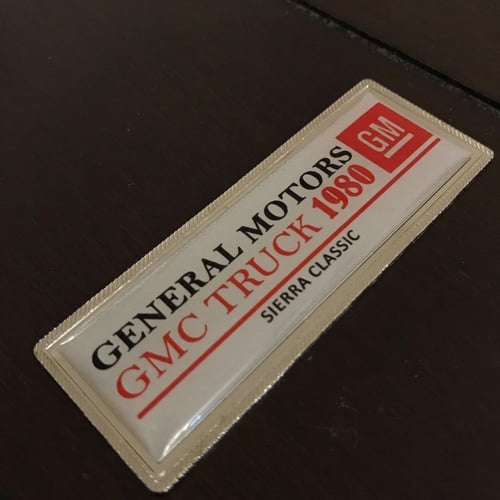 GENERAL MOTORS
GM
GMC TRUCK 1980
SIERRA CLASSIC